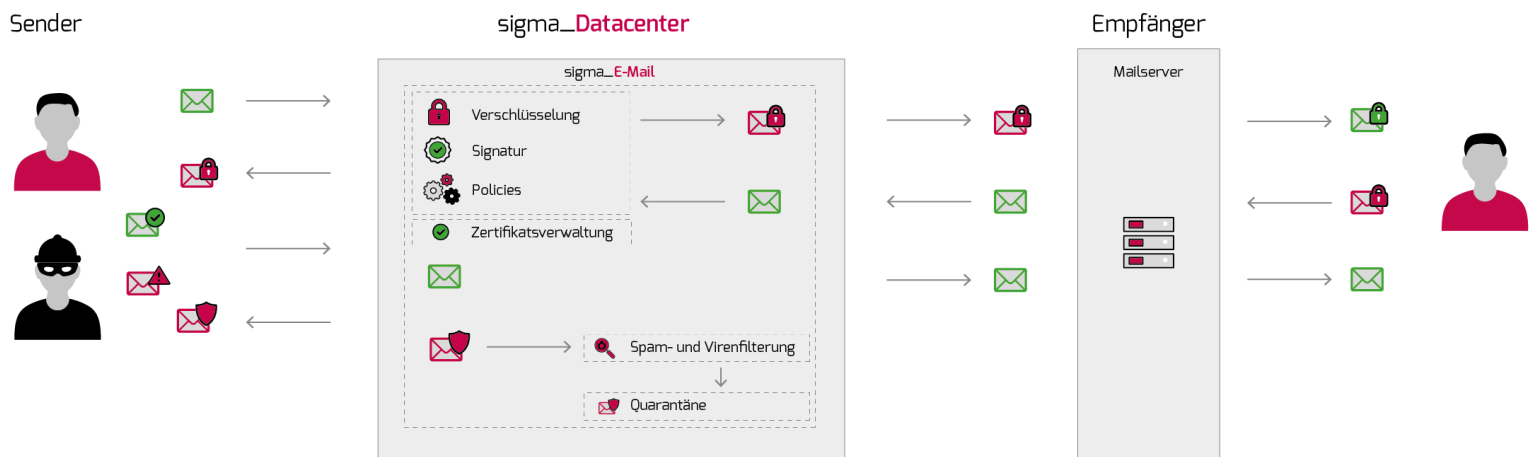 Sender
sigma_Datacenter
Empfänger
sigma_E-Mail
Mailserver
Verschlüsselung
Signatur
Policies
Zertifikatsverwaltung
Spam- und Virenfilterung
Quarantäne